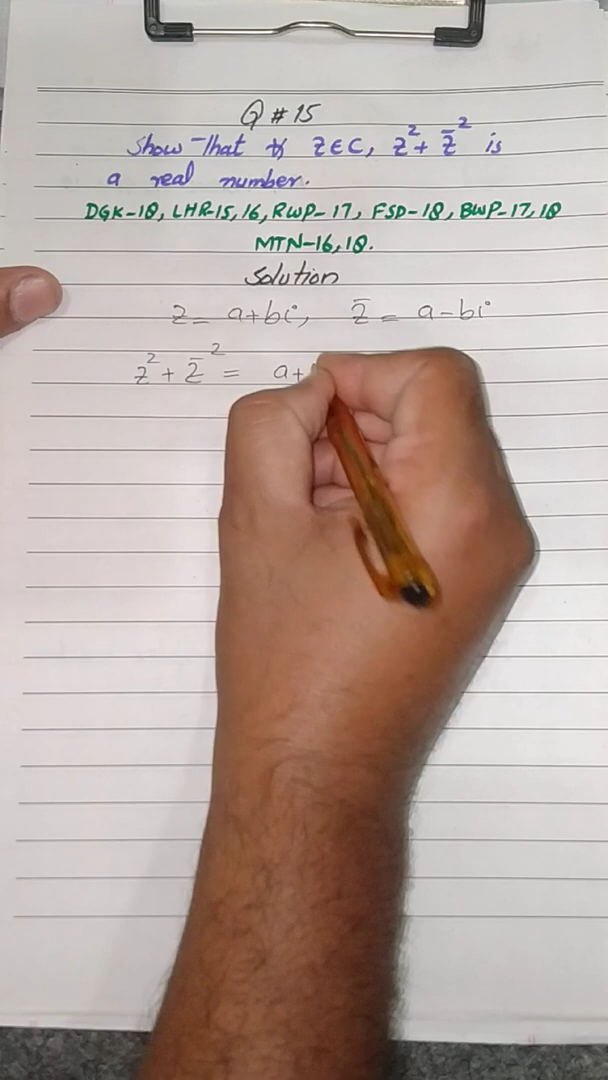 Q # 15
Show That ∀ z∈C, z² + z̄² is
a real number.
DGK-18, LHR-15, 16, RWP-17, FSD-18, BWP-17, 18
MTN-16, 18.
Solution
z = a+bi, z̄ = a-bi
z² + z̄² = a+